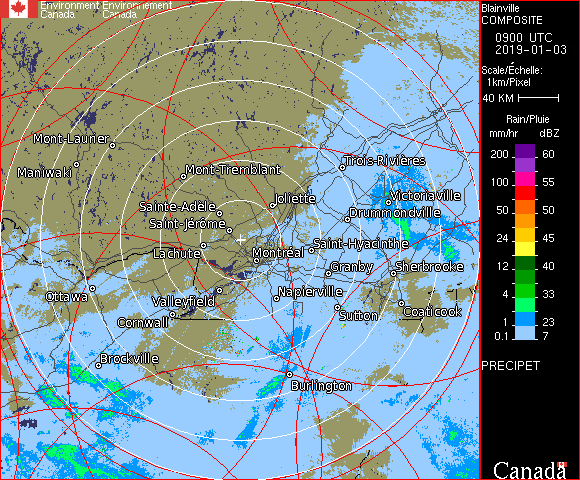 Environment Environnement
Canada Canada
Blainville
COMPOSITE
0900 UTC
2019-01-03
Scale/Échelle:
1km/Pixel
40 KM
Rain/Pluie
mm/hr dBZ
200 60
100 55
50 50
24 45
12 40
4 33
1 23
0.1 7
PRECIPET
Canada
Mont-Laurier
Maniwaki
Mont-Tremblant
Trois-Rivières
Joliette
Sainte-Adele
Victoriaville
Drummondville
Saint-Jérôme
Lachute
Saint-Hyacinthe
Montréal
Granby
Sherbrooke
Ottawa
Valleyfield
Napierville
Cornwall
Sutton
Coaticook
Brockville
Burlington